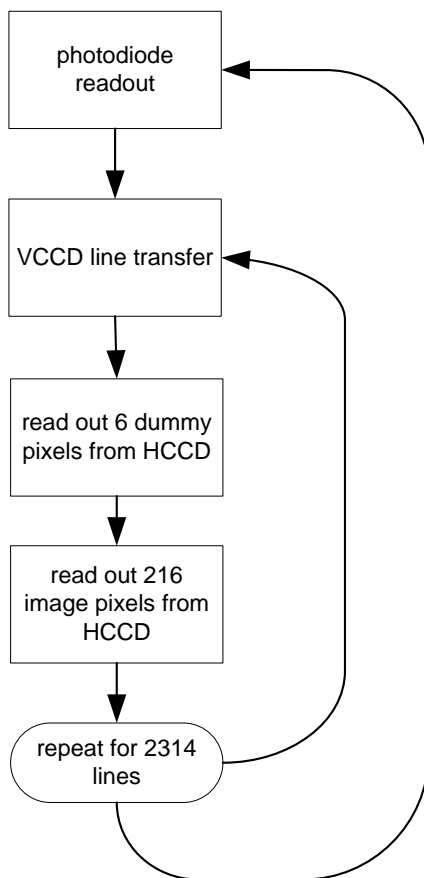 photodiode
readout
VCCD line transfer
read out 6 dummy
pixels from HCCD
read out 216
image pixels from
HCCD
repeat for 2314
lines